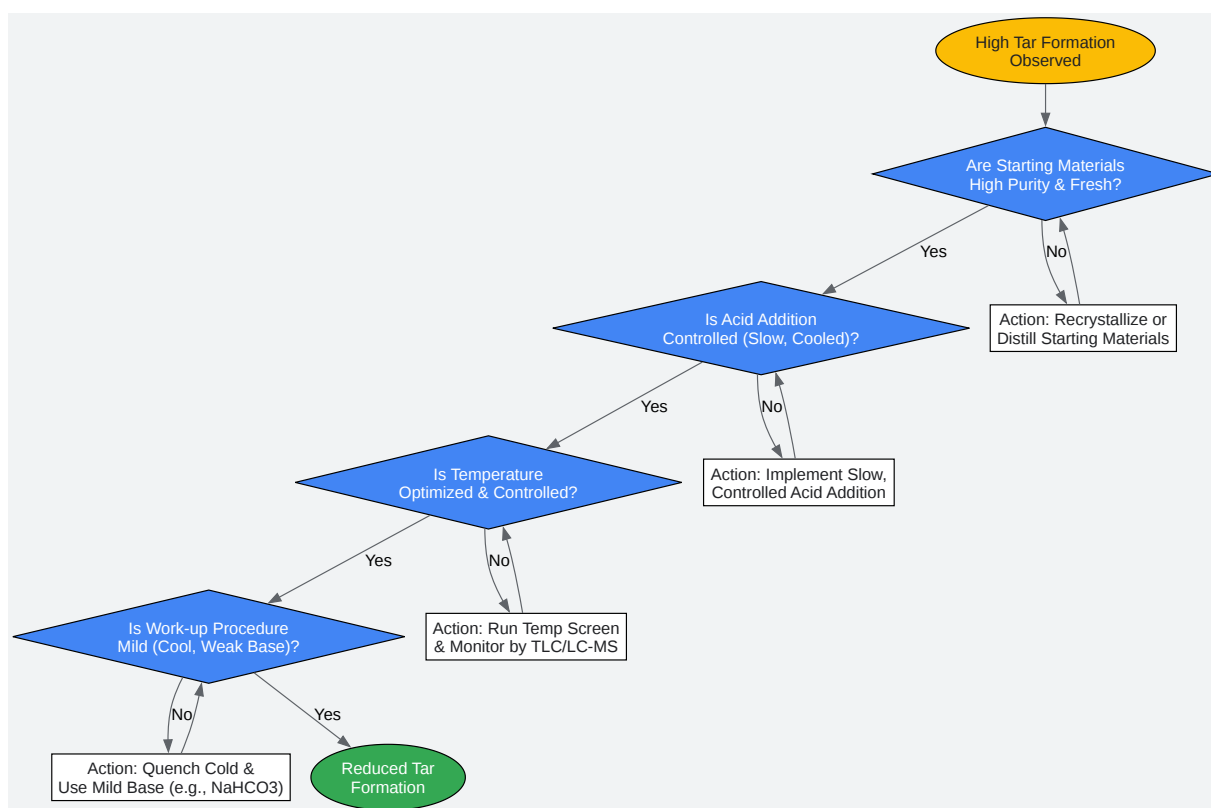 High Tar Formation
Observed
Are Starting Materials
High Purity & Fresh?
Yes
No
Action: Recrystallize or
Distill Starting Materials
Is Acid Addition
Controlled (Slow, Cooled)?
Yes
No
Action: Implement Slow,
Controlled Acid Addition
Is Temperature
Optimized & Controlled?
Yes
No
Action: Run Temp Screen
& Monitor by TLC/LC-MS
Is Work-up Procedure
Mild (Cool, Weak Base)?
No
Yes
Action: Quench Cold &
Use Mild Base (e.g., NaHCO3)
Reduced Tar
Formation